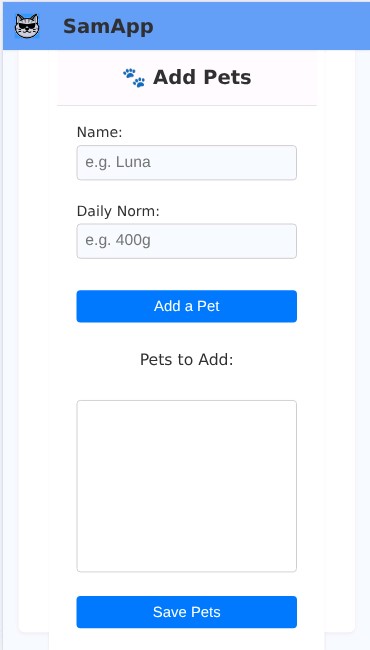 SamApp
🐾 Add Pets
Name:
e.g. Luna
Daily Norm:
e.g. 400g
Add a Pet
Pets to Add:
Save Pets